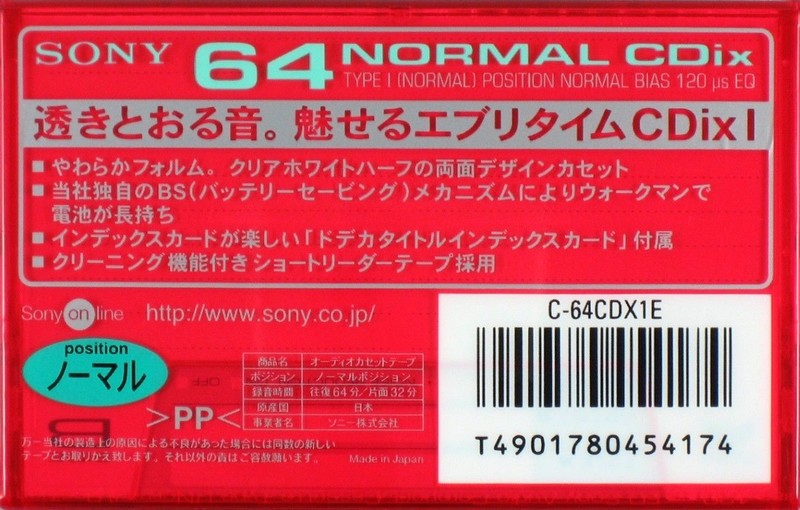 SONY 64 NORMAL CDix
TYPE I (NORMAL) POSITION NORMAL BIAS 120 µs EQ
透きとおる音。魅せるエブリタイムCDix I
■ やわらかフォルム。クリアホワイトハーフの両面デザインカセット
■ 当社独自のBS(バッテリーセービング)メカニズムによりウォークマンで
電池が長持ち
■ インデックスカードが楽しい「ドデカタイトルインデックスカード」付属
■ クリーニング機能付きショートリーダーテープ採用
Sony online http://www.sony.co.jp/
position
ノーマル
>PP<
商品名 オーディオカセットテープ
ポジション ノーマルポジション
録音時間 往復64分/片面32分
原産国 日本
事業者名 ソニー株式会社
万一当社の製造上の原因による不良があった場合には同数の新しい
テープとお取りかえ致します。それ以外の責はご容赦願います。
Made in Japan
C-64CDX1E
T4901780454174